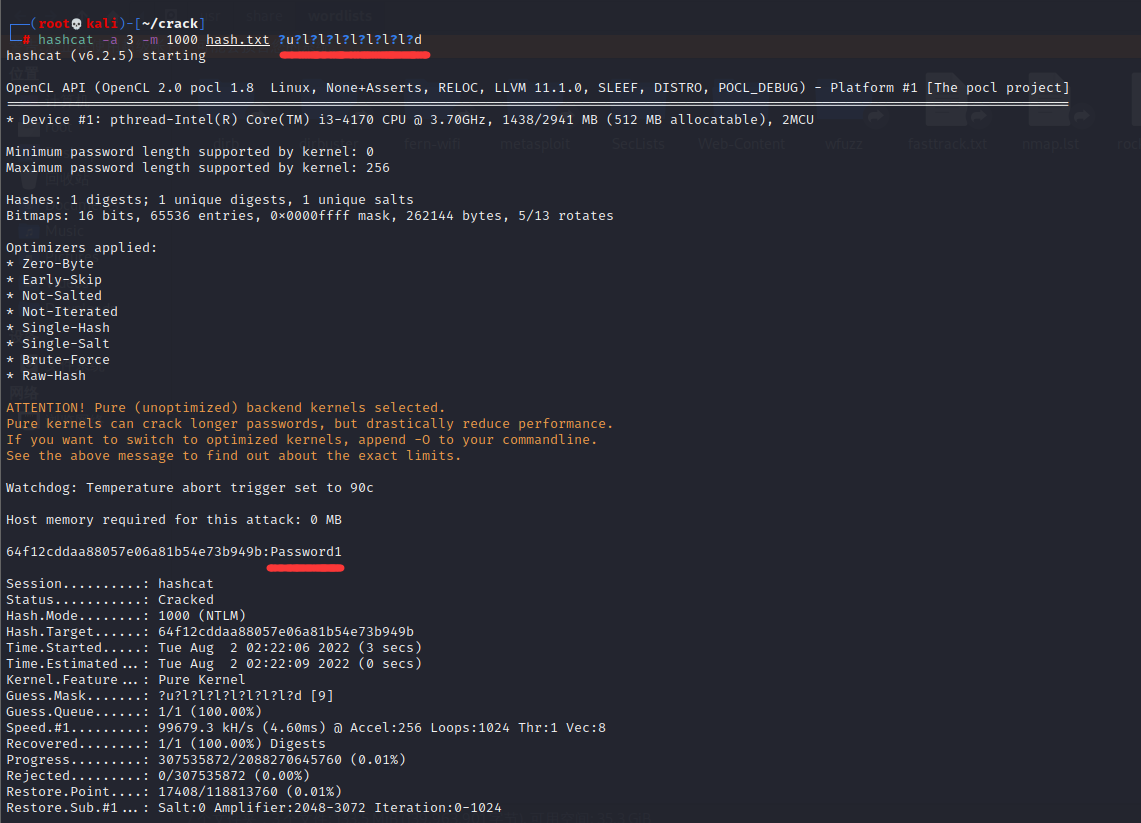 ┌──(root💀kali)-[~/crack]
└─# hashcat -a 3 -m 1000 hash.txt ?u?l?l?l?l?l?l?l?d
hashcat (v6.2.5) starting
OpenCL API (OpenCL 2.0 pocl 1.8  Linux, None+Asserts, RELOC, LLVM 11.1.0, SLEEF, DISTRO, POCL_DEBUG) - Platform #1 [The pocl project]
* Device #1: pthread-Intel(R) Core(TM) i3-4170 CPU @ 3.70GHz, 1438/2941 MB (512 MB allocatable), 2MCU
Minimum password length supported by kernel: 0
Maximum password length supported by kernel: 256
Hashes: 1 digests; 1 unique digests, 1 unique salts
Bitmaps: 16 bits, 65536 entries, 0x0000ffff mask, 262144 bytes, 5/13 rotates
Optimizers applied:
* Zero-Byte
* Early-Skip
* Not-Salted
* Not-Iterated
* Single-Hash
* Single-Salt
* Brute-Force
* Raw-Hash
ATTENTION! Pure (unoptimized) backend kernels selected.
Pure kernels can crack longer passwords, but drastically reduce performance.
If you want to switch to optimized kernels, append -O to your commandline.
See the above message to find out about the exact limits.
Watchdog: Temperature abort trigger set to 90c
Host memory required for this attack: 0 MB
64f12cddaa88057e06a81b54e73b949b:Password1
Session..........: hashcat
Status...........: Cracked
Hash.Mode........: 1000 (NTLM)
Hash.Target......: 64f12cddaa88057e06a81b54e73b949b
Time.Started.....: Tue Aug  2 02:22:06 2022 (3 secs)
Time.Estimated...: Tue Aug  2 02:22:09 2022 (0 secs)
Kernel.Feature...: Pure Kernel
Guess.Mask.......: ?u?l?l?l?l?l?l?l?d [9]
Guess.Queue......: 1/1 (100.00%)
Speed.#1.........: 99679.3 kH/s (4.60ms) @ Accel:256 Loops:1024 Thr:1 Vec:8
Recovered........: 1/1 (100.00%) Digests
Progress.........: 307535872/2088270645760 (0.01%)
Rejected.........: 0/307535872 (0.00%)
Restore.Point....: 17408/118813760 (0.01%)
Restore.Sub.#1...: Salt:0 Amplifier:2048-3072 Iteration:0-1024